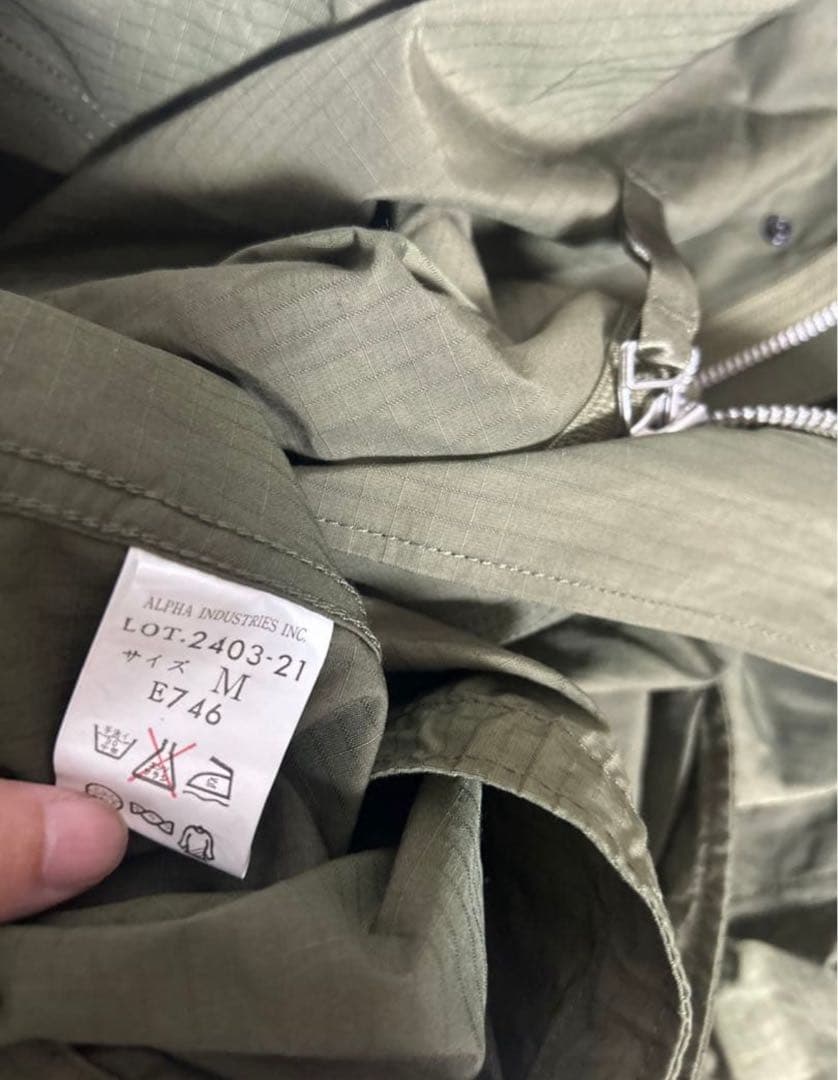 ALPHA INDUSTRIES INC.
LOT.2403-21
サイズ M
E746